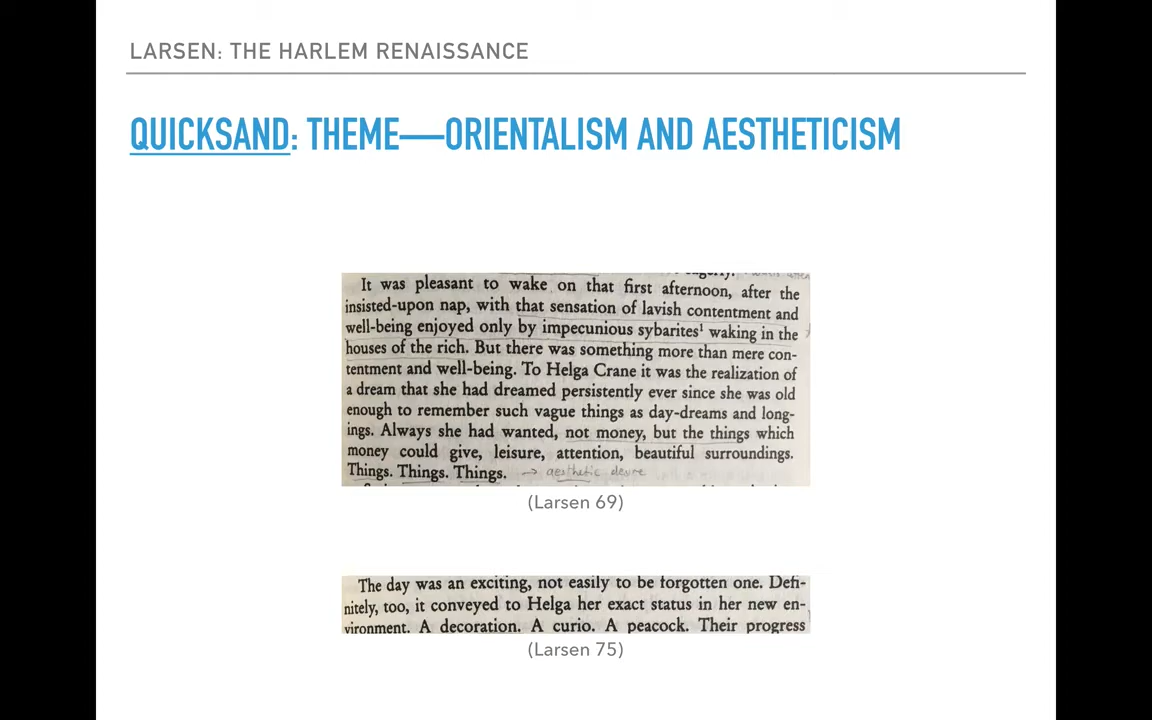 LARSEN: THE HARLEM RENAISSANCE
QUICKSAND: THEME—ORIENTALISM AND AESTHETICISM
It was pleasant to wake on that first afternoon, after the
insisted-upon nap, with that sensation of lavish contentment and
well-being enjoyed only by impecunious sybarites¹ waking in the
houses of the rich. But there was something more than mere con-
tentment and well-being. To Helga Crane it was the realization of
a dream that she had dreamed persistently ever since she was old
enough to remember such vague things as day-dreams and long-
ings. Always she had wanted, not money, but the things which
money could give, leisure, attention, beautiful surroundings.
Things. Things. Things. → aesthetic desire
(Larsen 69)
The day was an exciting, not easily to be forgotten one. Defi-
nitely, too, it conveyed to Helga her exact status in her new en-
vironment. A decoration. A curio. A peacock. Their progress
(Larsen 75)